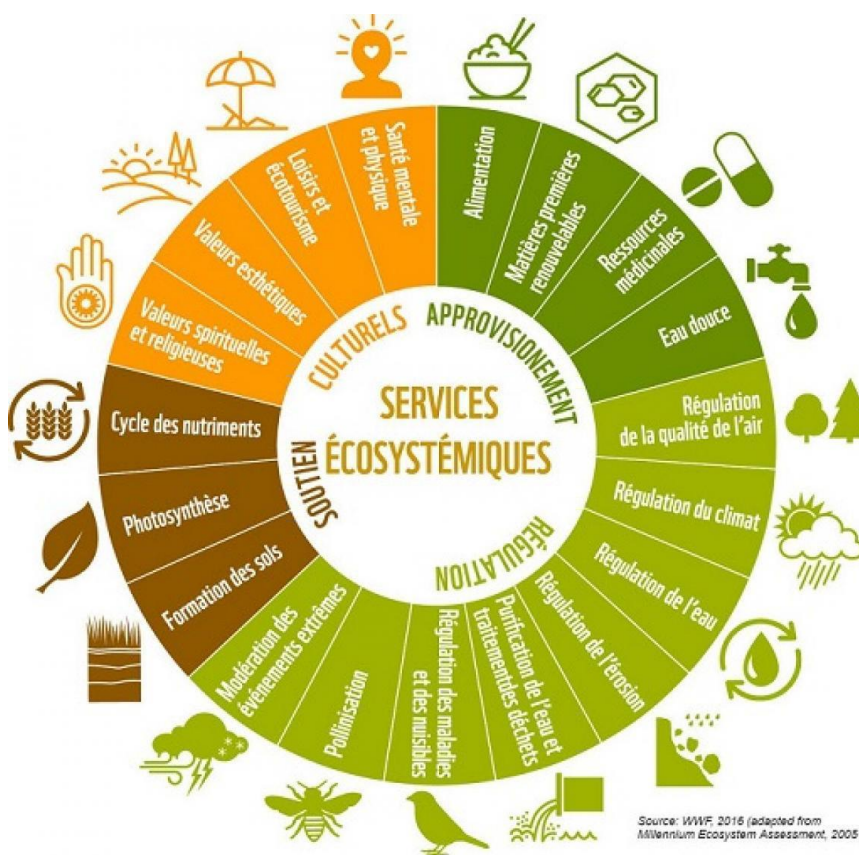 SERVICES
ÉCOSYSTÉMIQUES
APPROVISIONEMENT
Alimentation
Matières premières
renouvelables
Ressources
médicinales
Eau douce
RÉGULATION
Régulation
de la qualité de l'air
Régulation du climat
Régulation de l'eau
Régulation de l'érosion
Purification de l'eau et
traitementdes déchets
Régulation des maladies
et des nuisibles
Pollinisation
Modération des
événements extrêmes
SOUTIEN
Formation des sols
Photosynthèse
Cycle des nutriments
CULTURELS
Valeurs spirituelles
et religieuses
Valeurs esthétiques
Loisirs et
écotourisme
Santé mentale
et physique
Source: WWF, 2016 (adapted from
Millennium Ecosystem Assessment, 2005